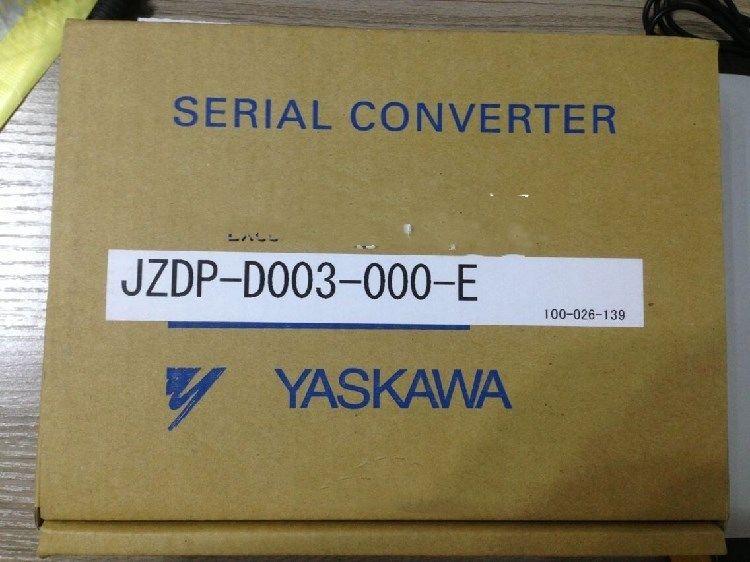 SERIAL CONVERTER
JZDP-D003-000-E
100-026-139
YASKAWA